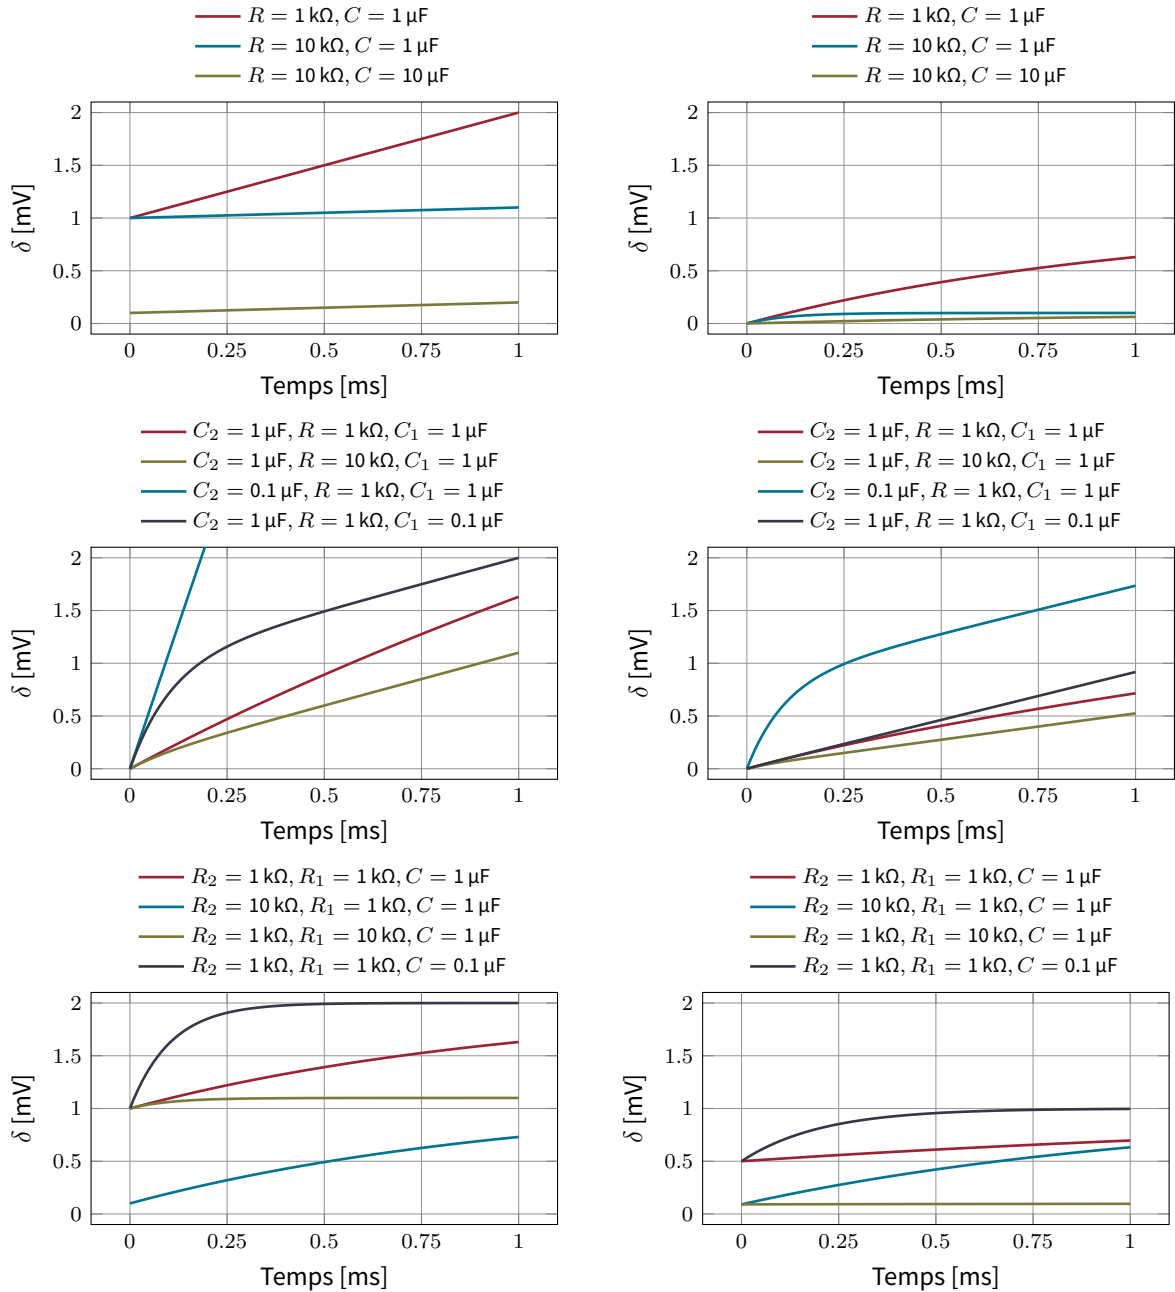 R = 1 kΩ, C = 1 µF
R = 10 kΩ, C = 1 µF
R = 10 kΩ, C = 10 µF
2
1.5
1
0.5
0
δ [mV]
0 0.25 0.5 0.75 1
Temps [ms]
R = 1 kΩ, C = 1 µF
R = 10 kΩ, C = 1 µF
R = 10 kΩ, C = 10 µF
2
1.5
1
0.5
0
δ [mV]
0 0.25 0.5 0.75 1
Temps [ms]
C₂ = 1 µF, R = 1 kΩ, C₁ = 1 µF
C₂ = 1 µF, R = 10 kΩ, C₁ = 1 µF
C₂ = 0.1 µF, R = 1 kΩ, C₁ = 1 µF
C₂ = 1 µF, R = 1 kΩ, C₁ = 0.1 µF
2
1.5
1
0.5
0
δ [mV]
0 0.25 0.5 0.75 1
Temps [ms]
C₂ = 1 µF, R = 1 kΩ, C₁ = 1 µF
C₂ = 1 µF, R = 10 kΩ, C₁ = 1 µF
C₂ = 0.1 µF, R = 1 kΩ, C₁ = 1 µF
C₂ = 1 µF, R = 1 kΩ, C₁ = 0.1 µF
2
1.5
1
0.5
0
δ [mV]
0 0.25 0.5 0.75 1
Temps [ms]
R₂ = 1 kΩ, R₁ = 1 kΩ, C = 1 µF
R₂ = 10 kΩ, R₁ = 1 kΩ, C = 1 µF
R₂ = 1 kΩ, R₁ = 10 kΩ, C = 1 µF
R₂ = 1 kΩ, R₁ = 1 kΩ, C = 0.1 µF
2
1.5
1
0.5
0
δ [mV]
0 0.25 0.5 0.75 1
Temps [ms]
R₂ = 1 kΩ, R₁ = 1 kΩ, C = 1 µF
R₂ = 10 kΩ, R₁ = 1 kΩ, C = 1 µF
R₂ = 1 kΩ, R₁ = 10 kΩ, C = 1 µF
R₂ = 1 kΩ, R₁ = 1 kΩ, C = 0.1 µF
2
1.5
1
0.5
0
δ [mV]
0 0.25 0.5 0.75 1
Temps [ms]